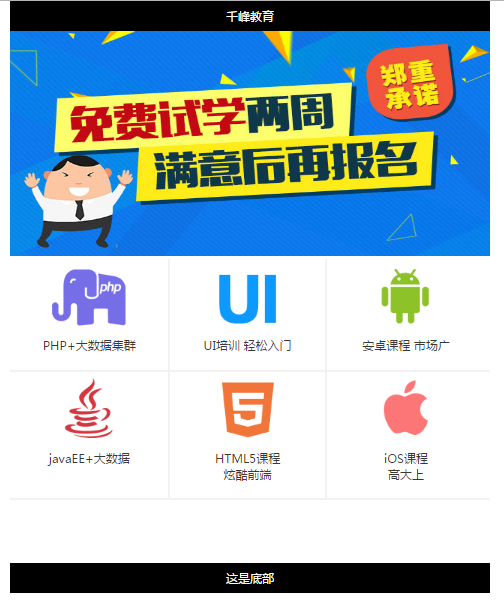 千峰教育
郑重
承诺
免费试学两周
满意后再报名
php
PHP+大数据集群
UI
UI培训 轻松入门
安卓课程 市场广
javaEE+大数据
5
HTML5课程
炫酷前端
iOS课程
高大上
这是底部